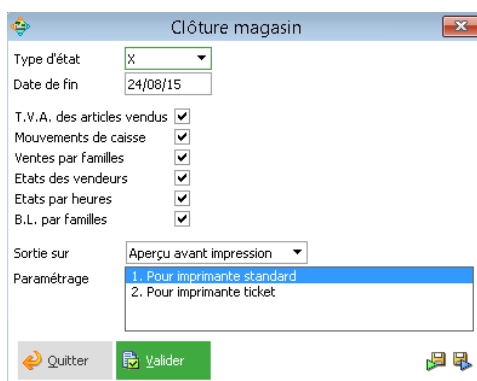 Clôture magasin
Type d'état X
Date de fin 24/08/15
T.V.A. des articles vendus
Mouvements de caisse
Ventes par familles
Etats des vendeurs
Etats par heures
B.L. par familles
Sortie sur Aperçu avant impression
Paramétrage 1. Pour imprimante standard
2. Pour imprimante ticket
Quitter Valider